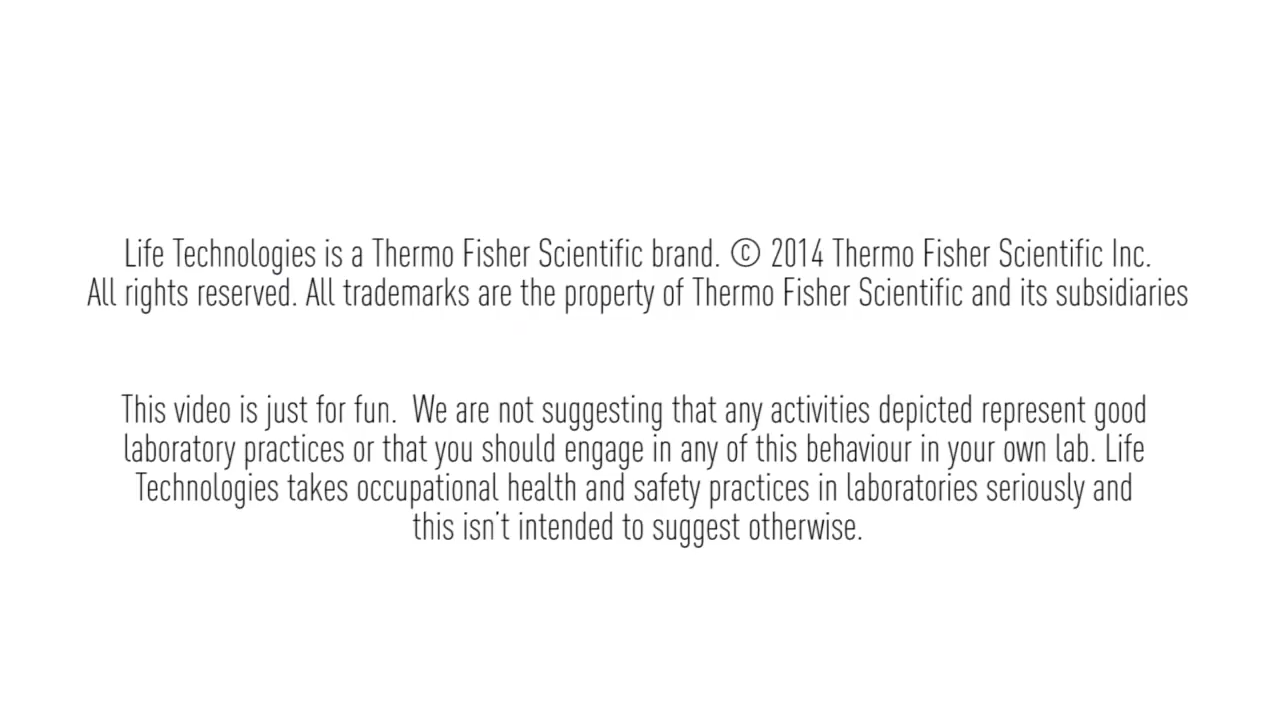 Life Technologies is a Thermo Fisher Scientific brand. © 2014 Thermo Fisher Scientific Inc.
All rights reserved. All trademarks are the property of Thermo Fisher Scientific and its subsidiaries
This video is just for fun.  We are not suggesting that any activities depicted represent good
laboratory practices or that you should engage in any of this behaviour in your own lab. Life
Technologies takes occupational health and safety practices in laboratories seriously and
this isn't intended to suggest otherwise.